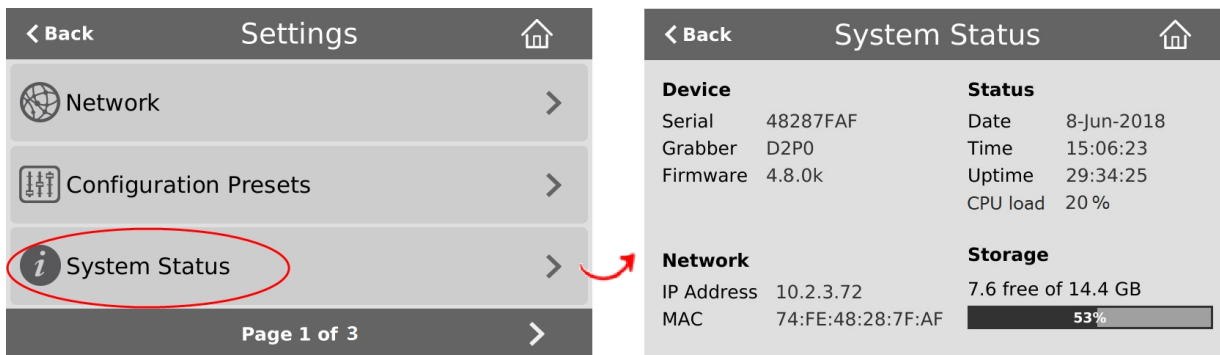 Back Settings
Network
Configuration Presets
i System Status
Page 1 of 3
Back System Status
Device
Serial 48287FAF
Grabber D2P0
Firmware 4.8.0k
Status
Date 8-Jun-2018
Time 15:06:23
Uptime 29:34:25
CPU load 20 %
Network
IP Address 10.2.3.72
MAC 74:FE:48:28:7F:AF
Storage
7.6 free of 14.4 GB
53%